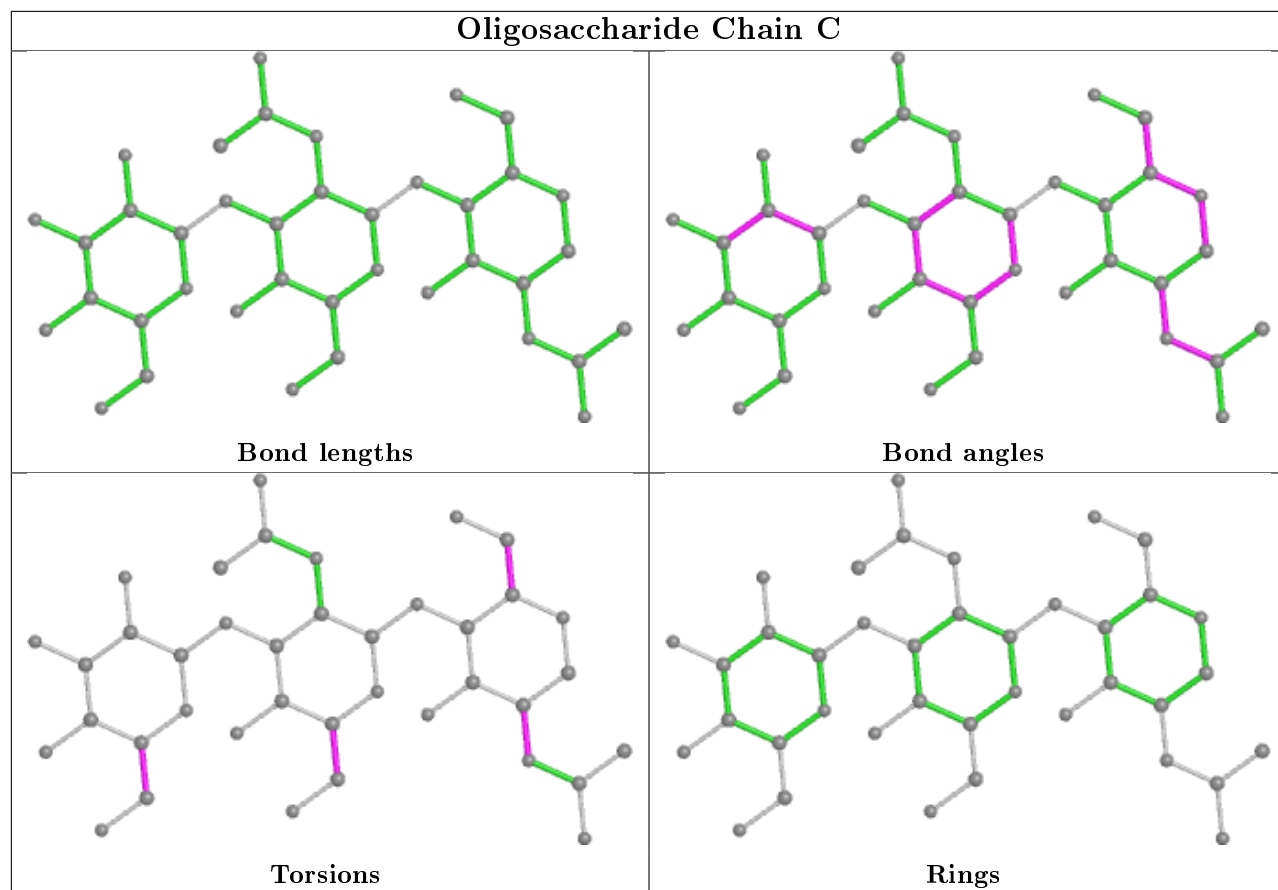 Oligosaccharide Chain C
Bond lengths
Bond angles
Torsions
Rings